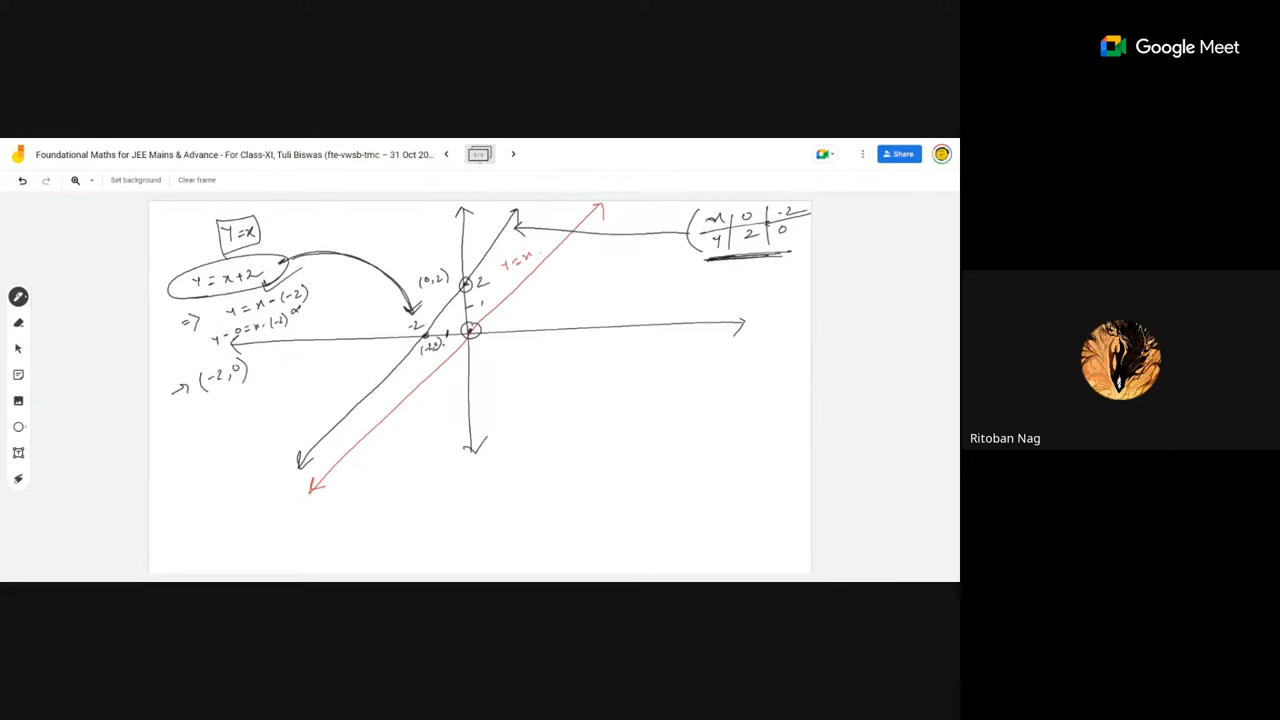 Google Meet
Foundational Maths for JEE Mains & Advance - For Class-XI, Tuli Biswas (fte-vwsb-tmc – 31 Oct 20...
Share
Set background
Clear frame
Y=x
Y = x+2
=> Y = x-(-2)
Y-0=x-(-2)
→ (-2, 0)
(0,2)
2
Y=x
-2
(-2,0)
x | 0 | -2
y | 2 | 0
Ritoban Nag